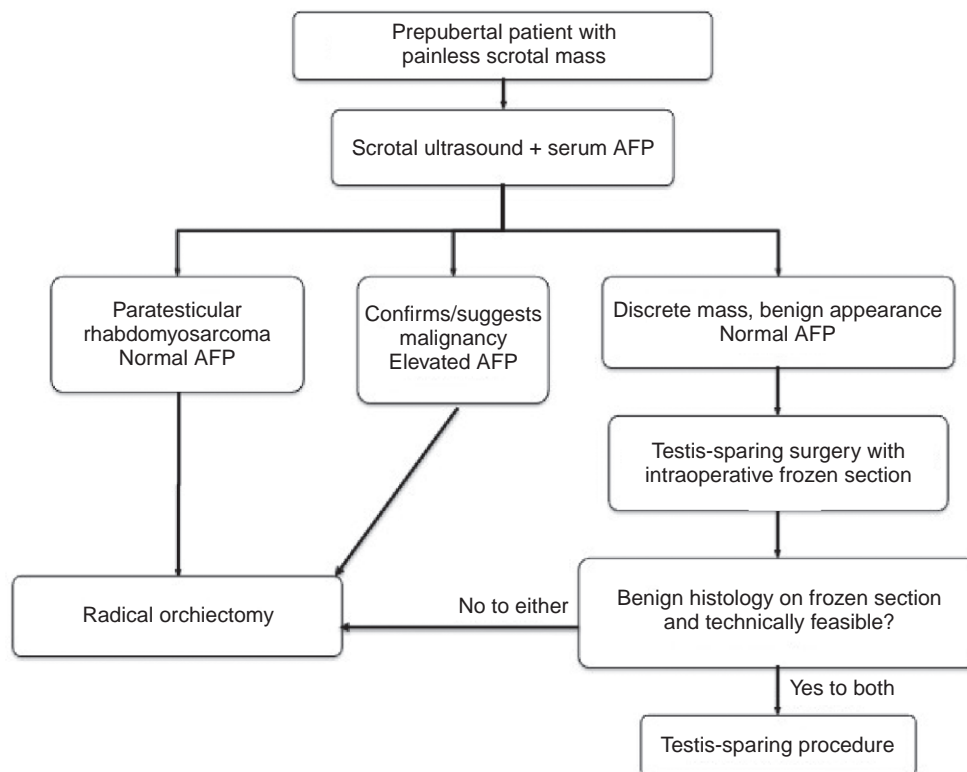 Prepubertal patient with
painless scrotal mass
Scrotal ultrasound + serum AFP
Paratesticular
rhabdomyosarcoma
Normal AFP
Confirms/suggests
malignancy
Elevated AFP
Discrete mass, benign appearance
Normal AFP
Testis-sparing surgery with
intraoperative frozen section
Radical orchiectomy
No to either
Benign histology on frozen section
and technically feasible?
Yes to both
Testis-sparing procedure